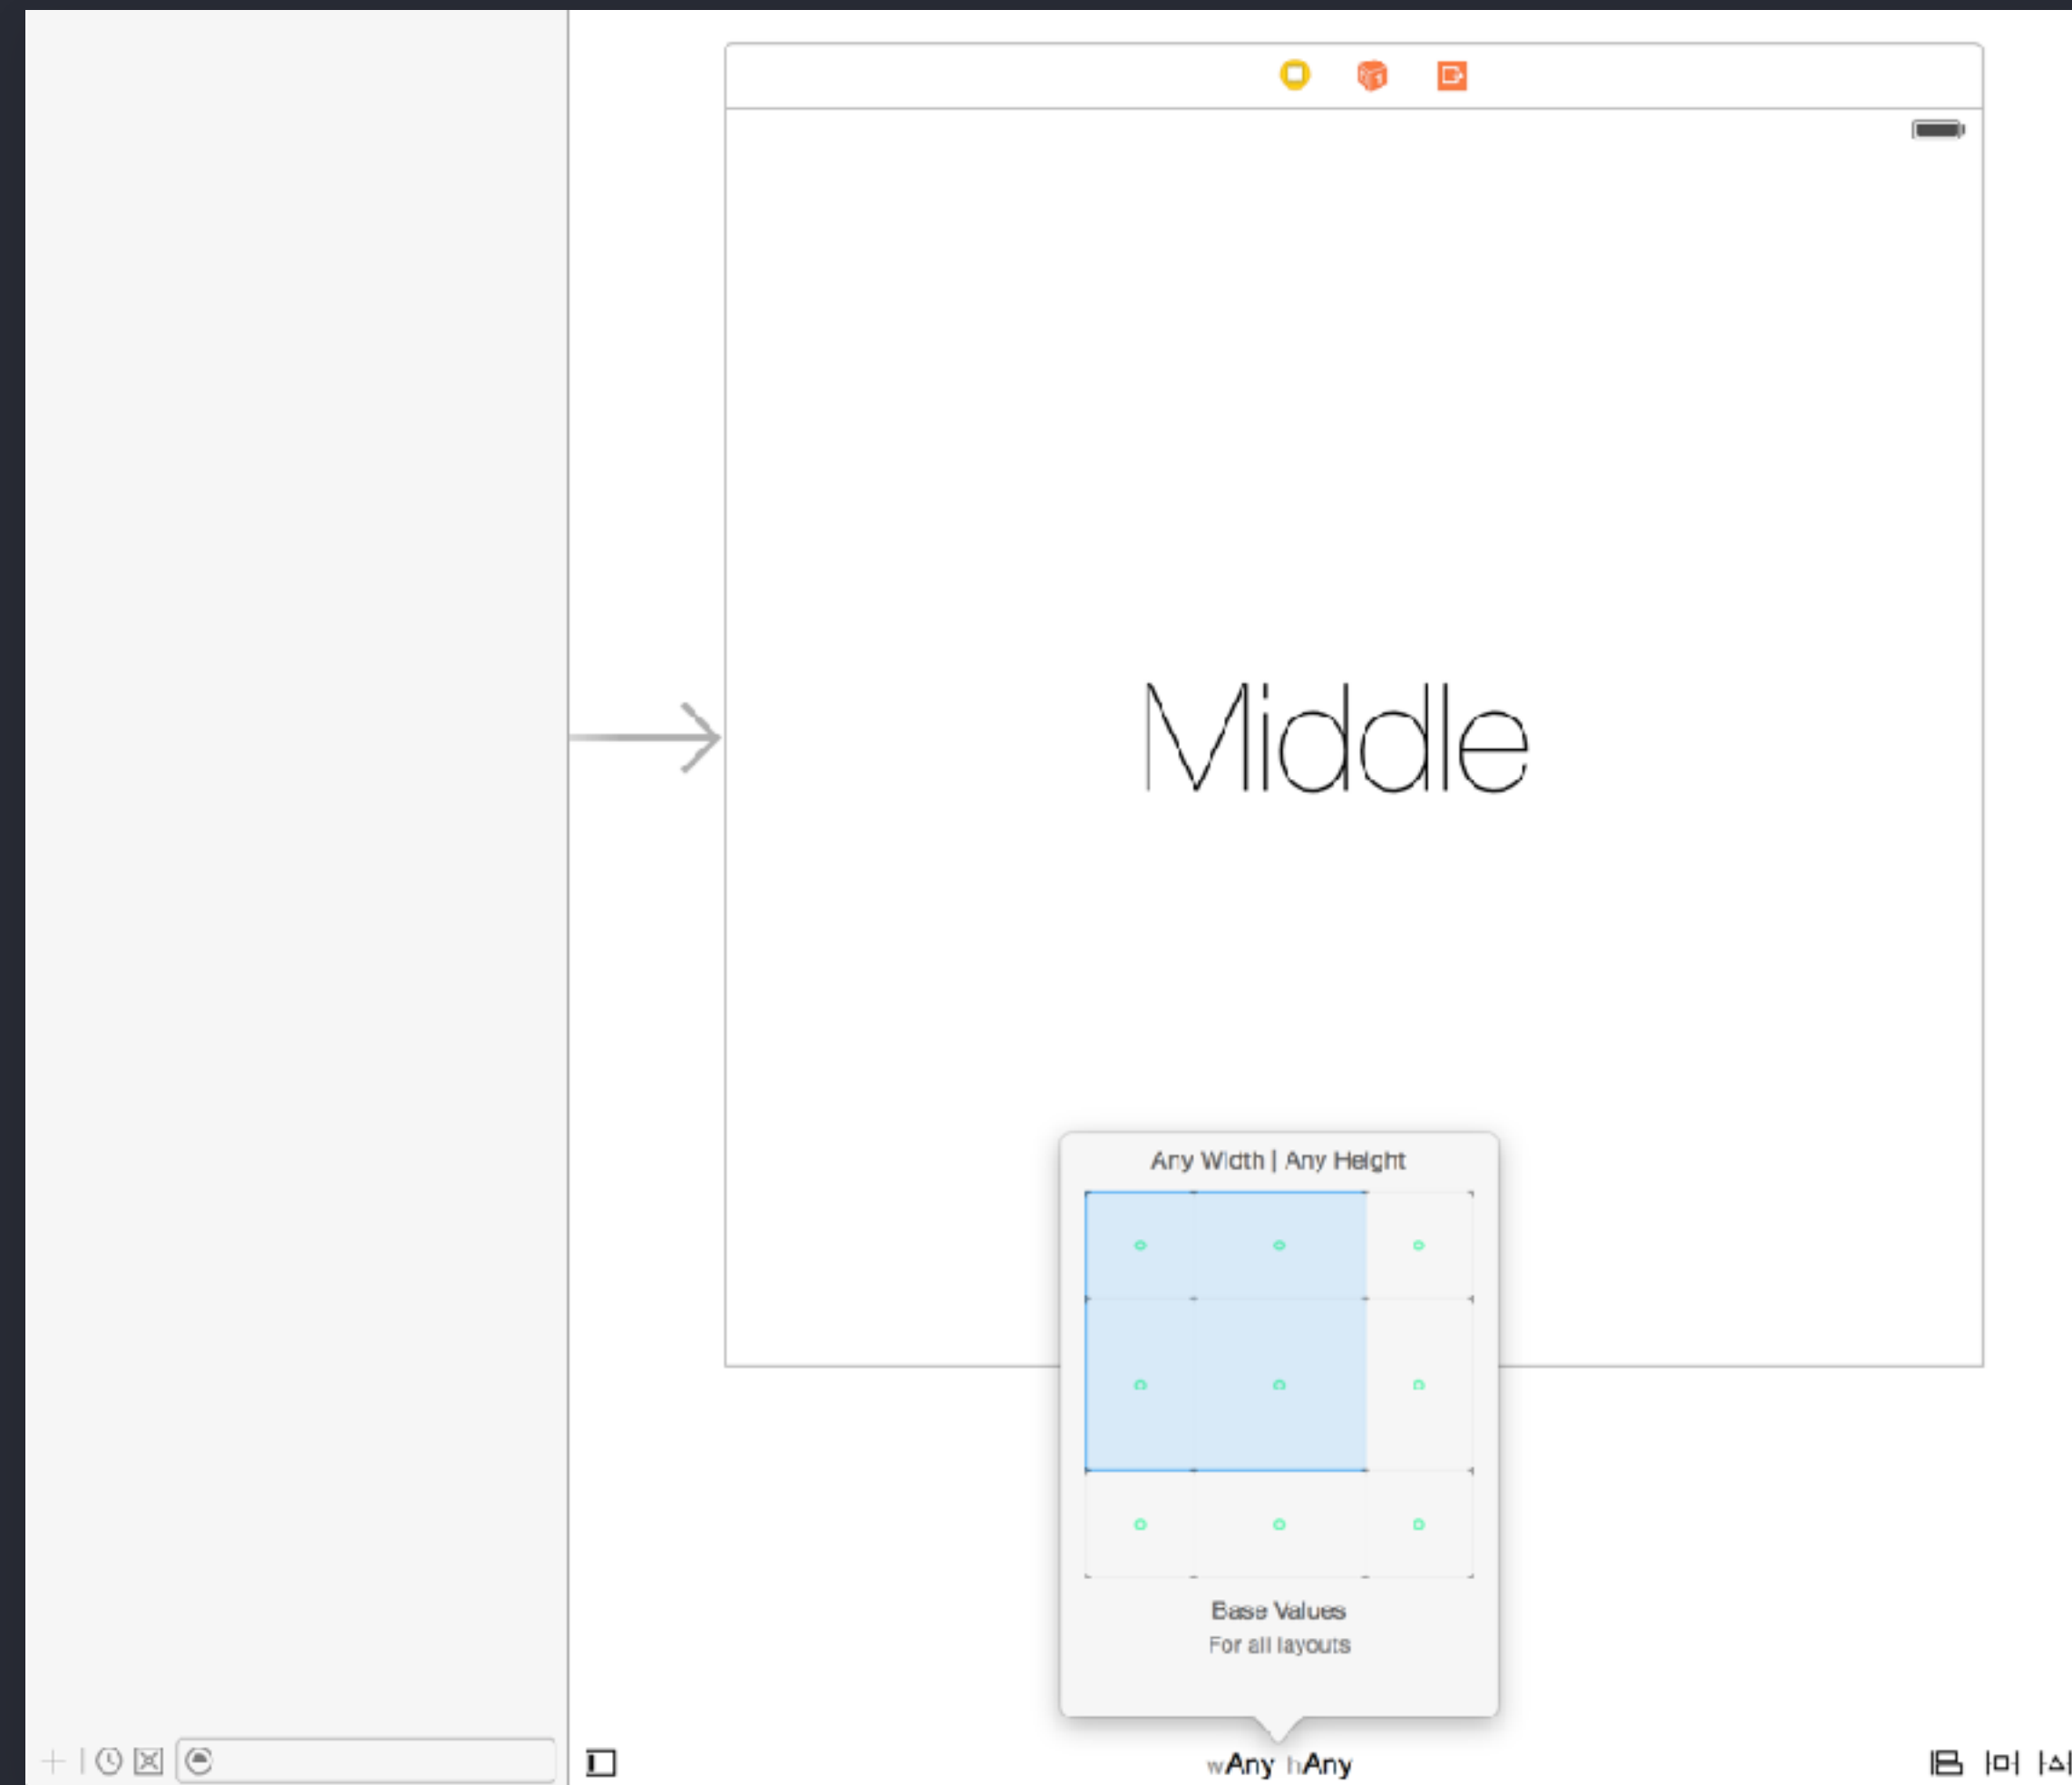 Middle
Any Width | Any Height
Base Values
For all layouts
wAny hAny